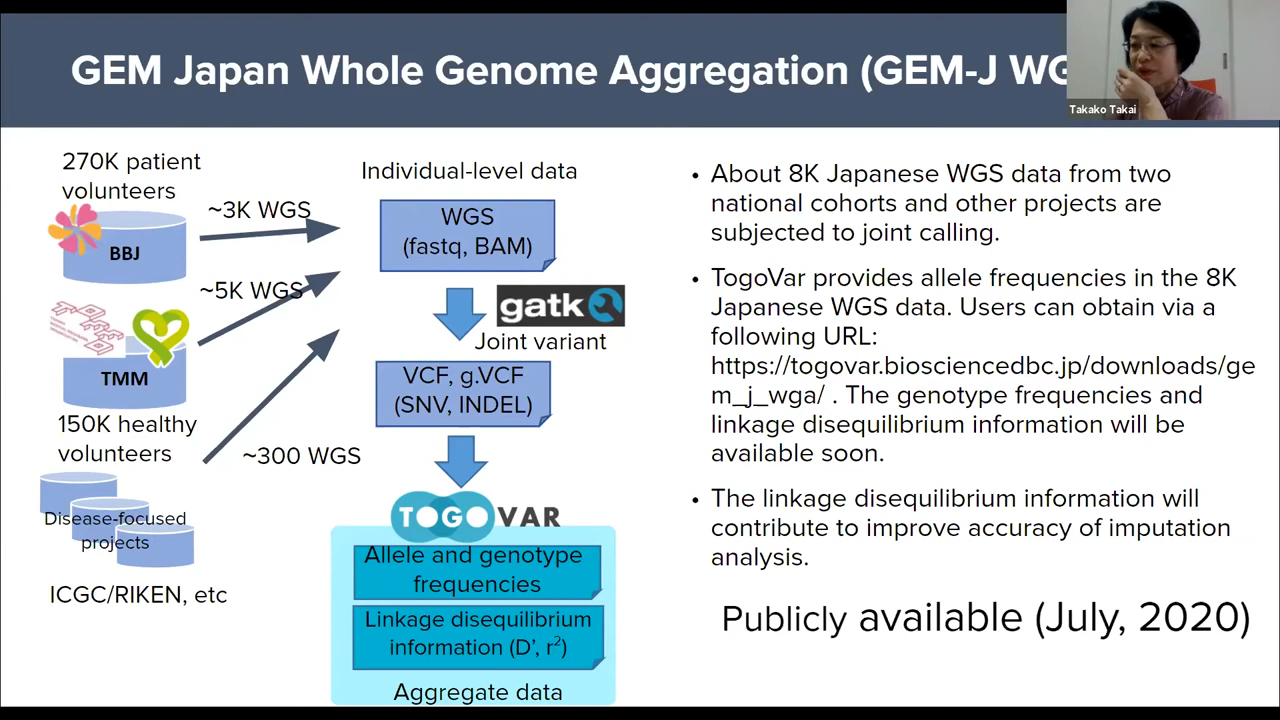 GEM Japan Whole Genome Aggregation (GEM-J WG
Takako Takai
270K patient
volunteers
~3K WGS
BBJ
~5K WGS
TMM
150K healthy
volunteers
~300 WGS
Disease-focused
projects
ICGC/RIKEN, etc
Individual-level data
WGS
(fastq, BAM)
gatk
Joint variant
VCF, g.VCF
(SNV, INDEL)
TOGOVAR
Allele and genotype
frequencies
Linkage disequilibrium
information (D’, r²)
Aggregate data
• About 8K Japanese WGS data from two
national cohorts and other projects are
subjected to joint calling.
• TogoVar provides allele frequencies in the 8K
Japanese WGS data. Users can obtain via a
following URL:
https://togovar.biosciencedbc.jp/downloads/ge
m_j_wga/ . The genotype frequencies and
linkage disequilibrium information will be
available soon.
• The linkage disequilibrium information will
contribute to improve accuracy of imputation
analysis.
Publicly available (July, 2020)